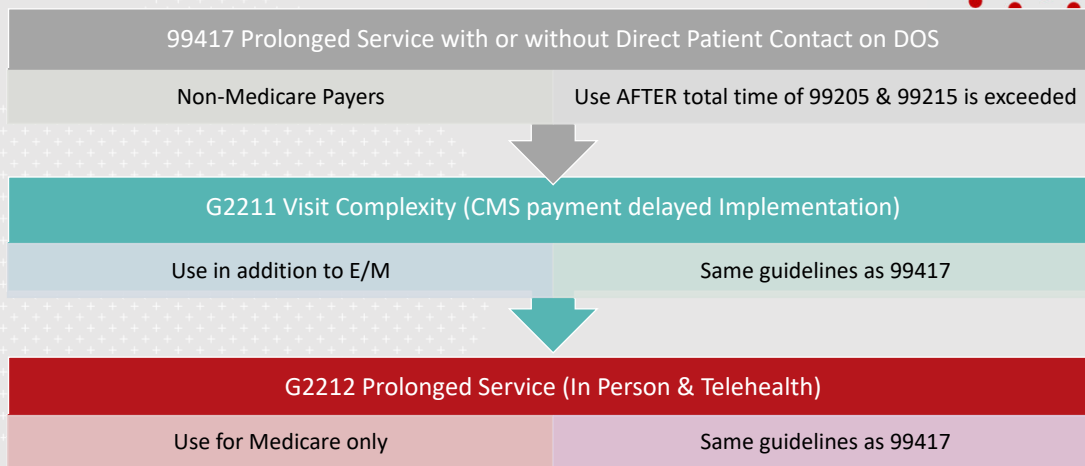 99417 Prolonged Service with or without Direct Patient Contact on DOS
Non-Medicare Payers
Use AFTER total time of 99205 & 99215 is exceeded
G2211 Visit Complexity (CMS payment delayed Implementation)
Use in addition to E/M
Same guidelines as 99417
G2212 Prolonged Service (In Person & Telehealth)
Use for Medicare only
Same guidelines as 99417